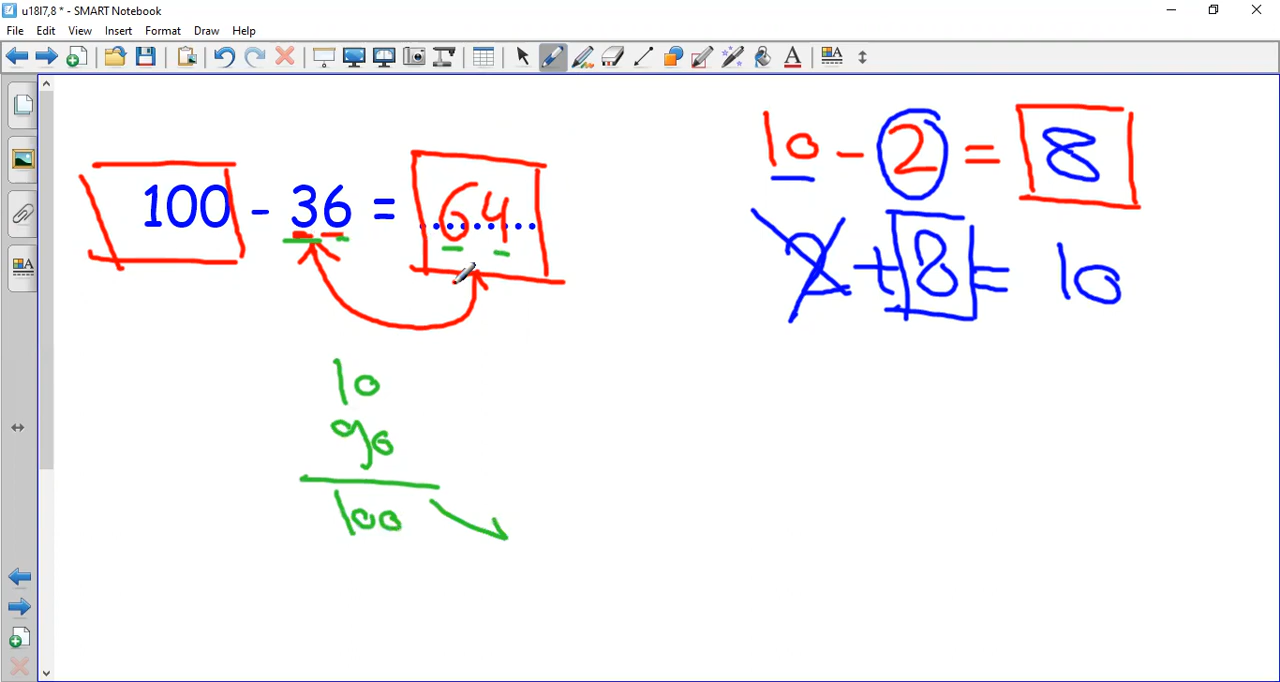 u18l7,8 * - SMART Notebook
File Edit View Insert Format Draw Help
100 - 36 = 64
10 - 2 = 8
2 + 8 = 10
10
90
100